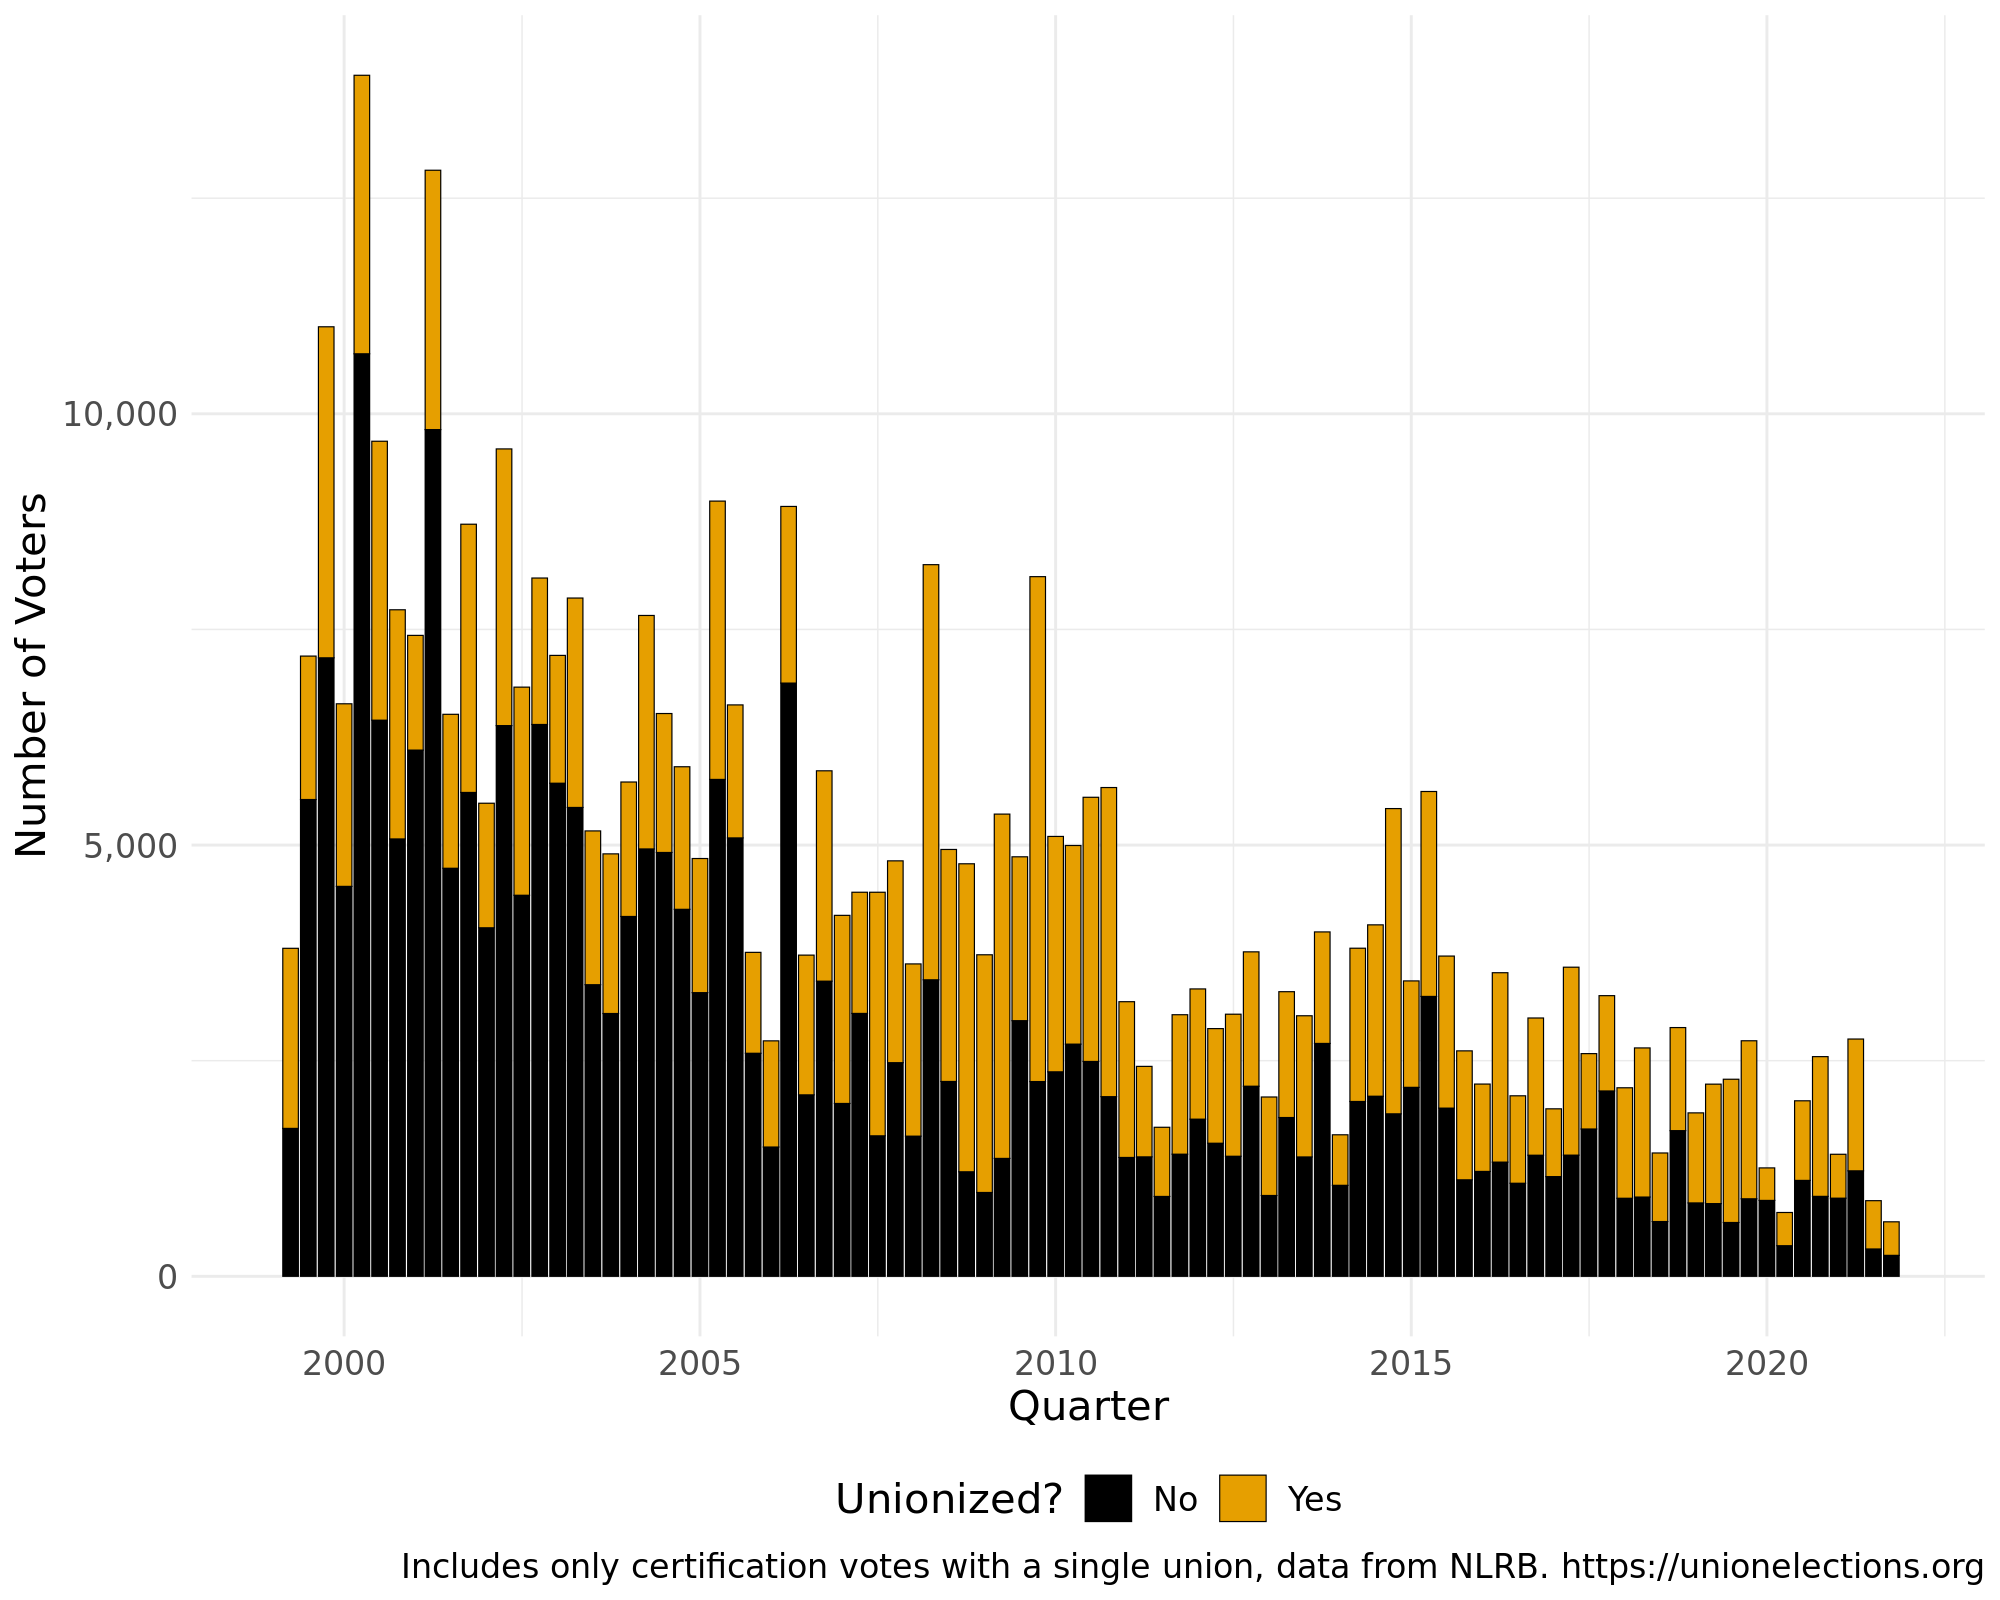 Number of Voters
10,000
5,000
0
2000 2005 2010 2015 2020
Quarter
Unionized? No Yes
Includes only certification votes with a single union, data from NLRB. https://unionelections.org